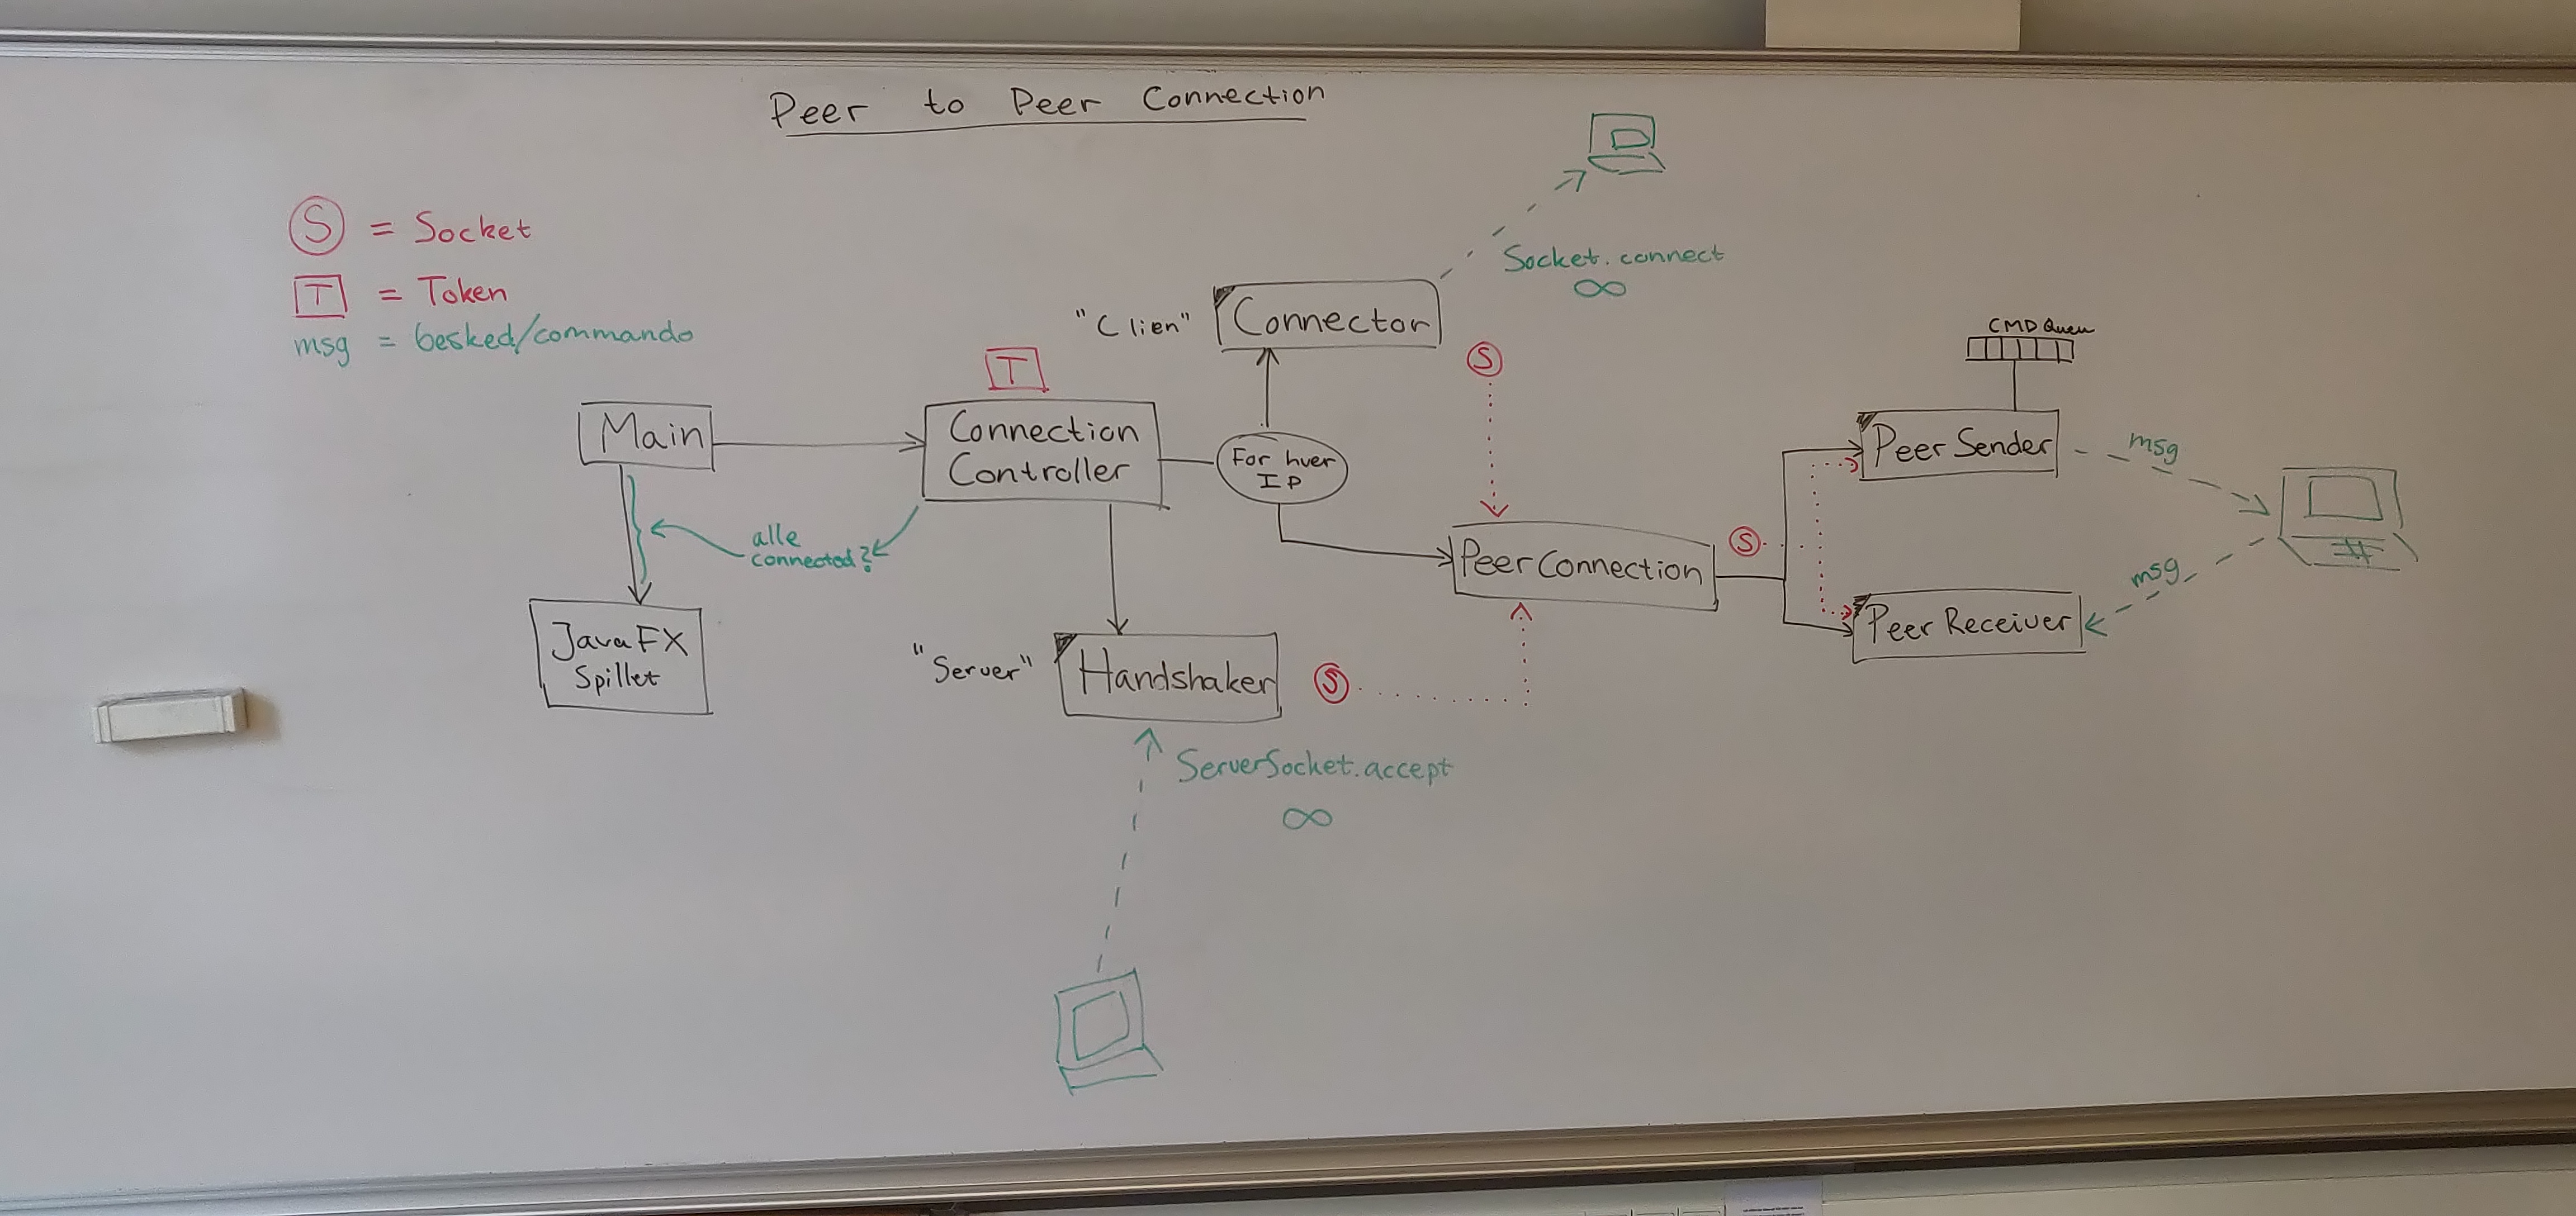 Peer to Peer Connection
S = Socket
T = Token
msg = besked/commando
Socket.connect
∞
"Clien"
Connector
S
CMD Queu
T
Main
Connection
Controller
For hver
IP
Peer Sender
msg
alle
connected?
S
Peer Connection
msg
Peer Receiver
JavaFX
Spillet
"Server"
Handshaker
S
ServerSocket.accept
∞